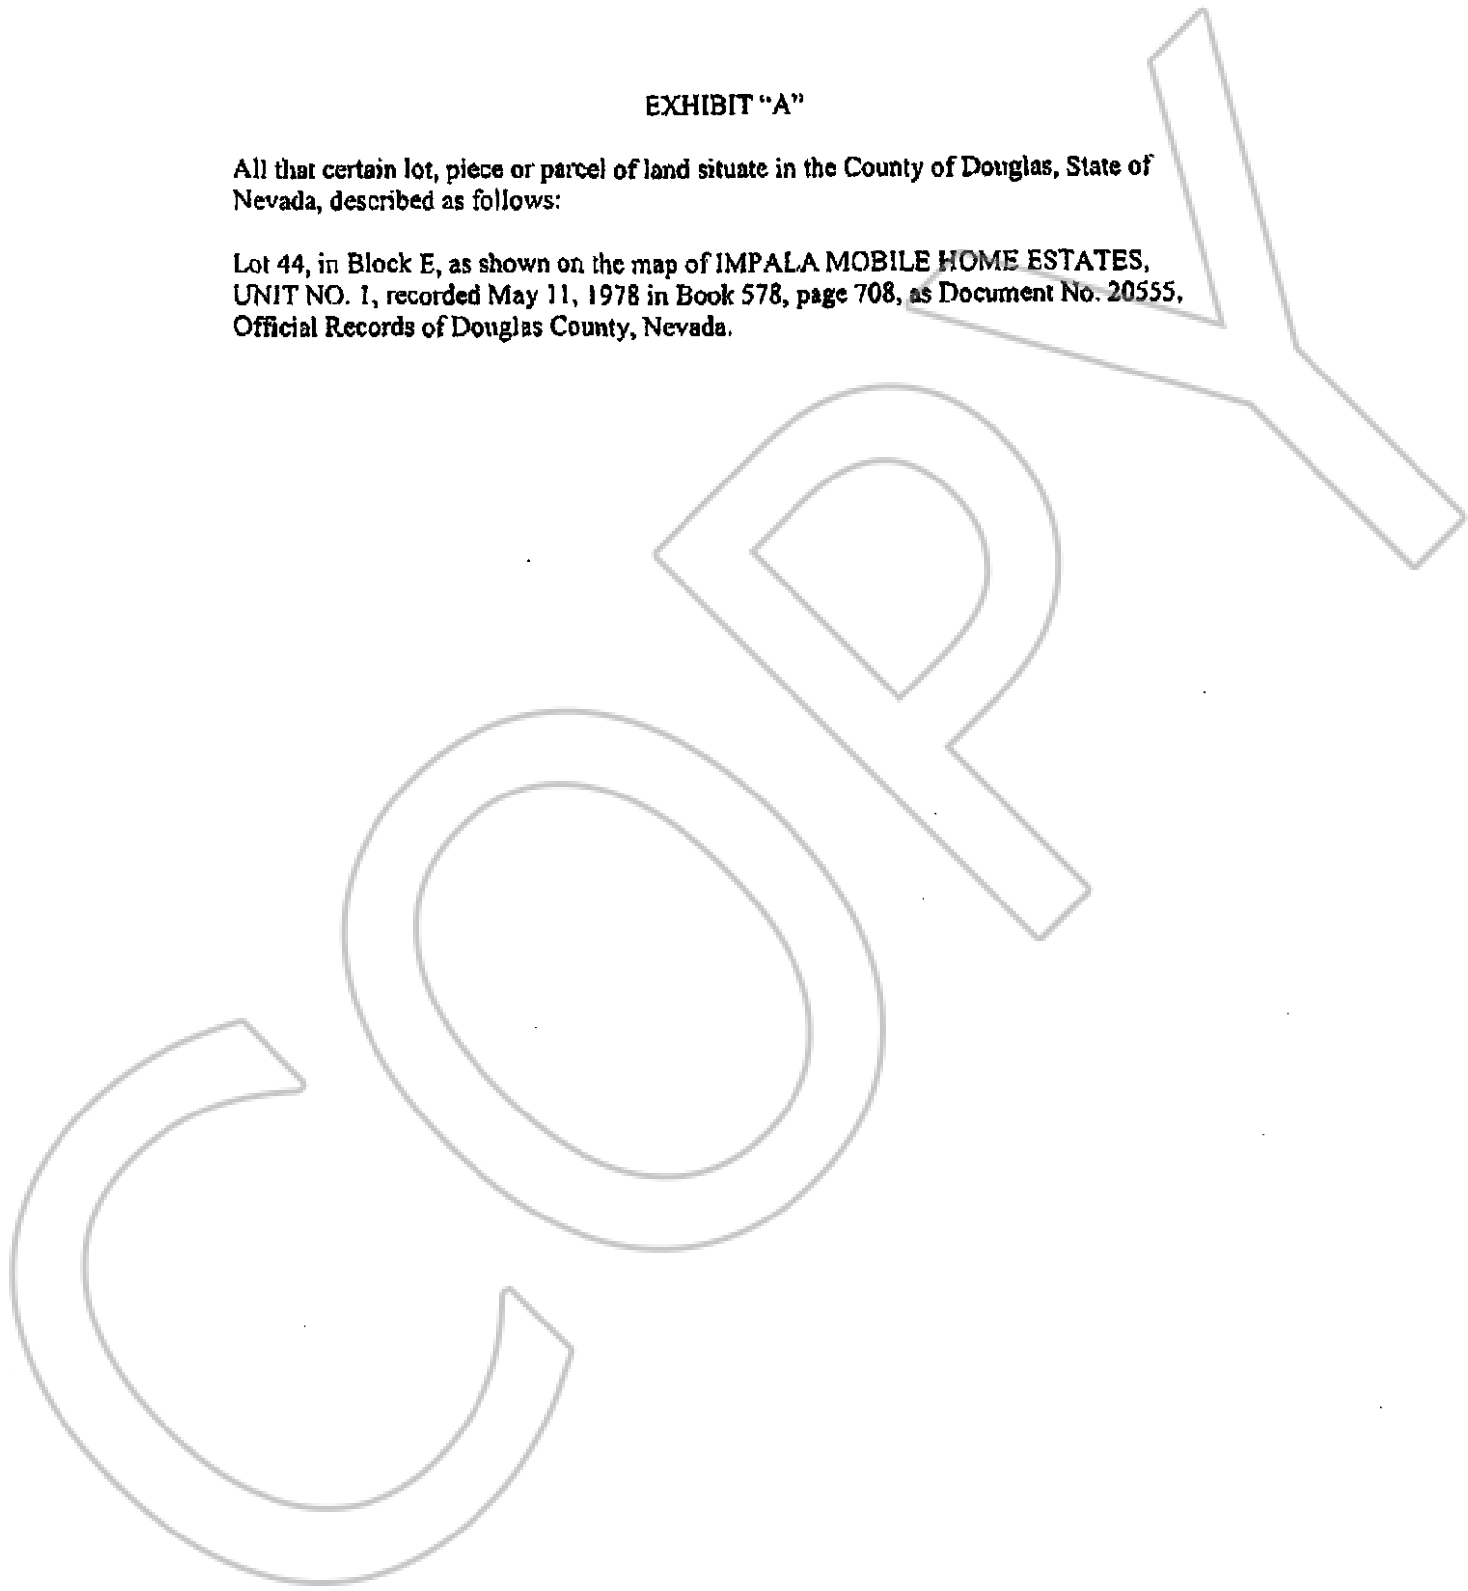 EXHIBIT “A”
All that certain lot, piece or parcel of land situate in the County of Douglas, State of
Nevada, described as follows:
Lot 44, in Block E, as shown on the map of IMPALA MOBILE HOME ESTATES,
UNIT NO. 1, recorded May 11, 1978 in Book 578, page 708, as Document No. 20555,
Official Records of Douglas County, Nevada.
COPY